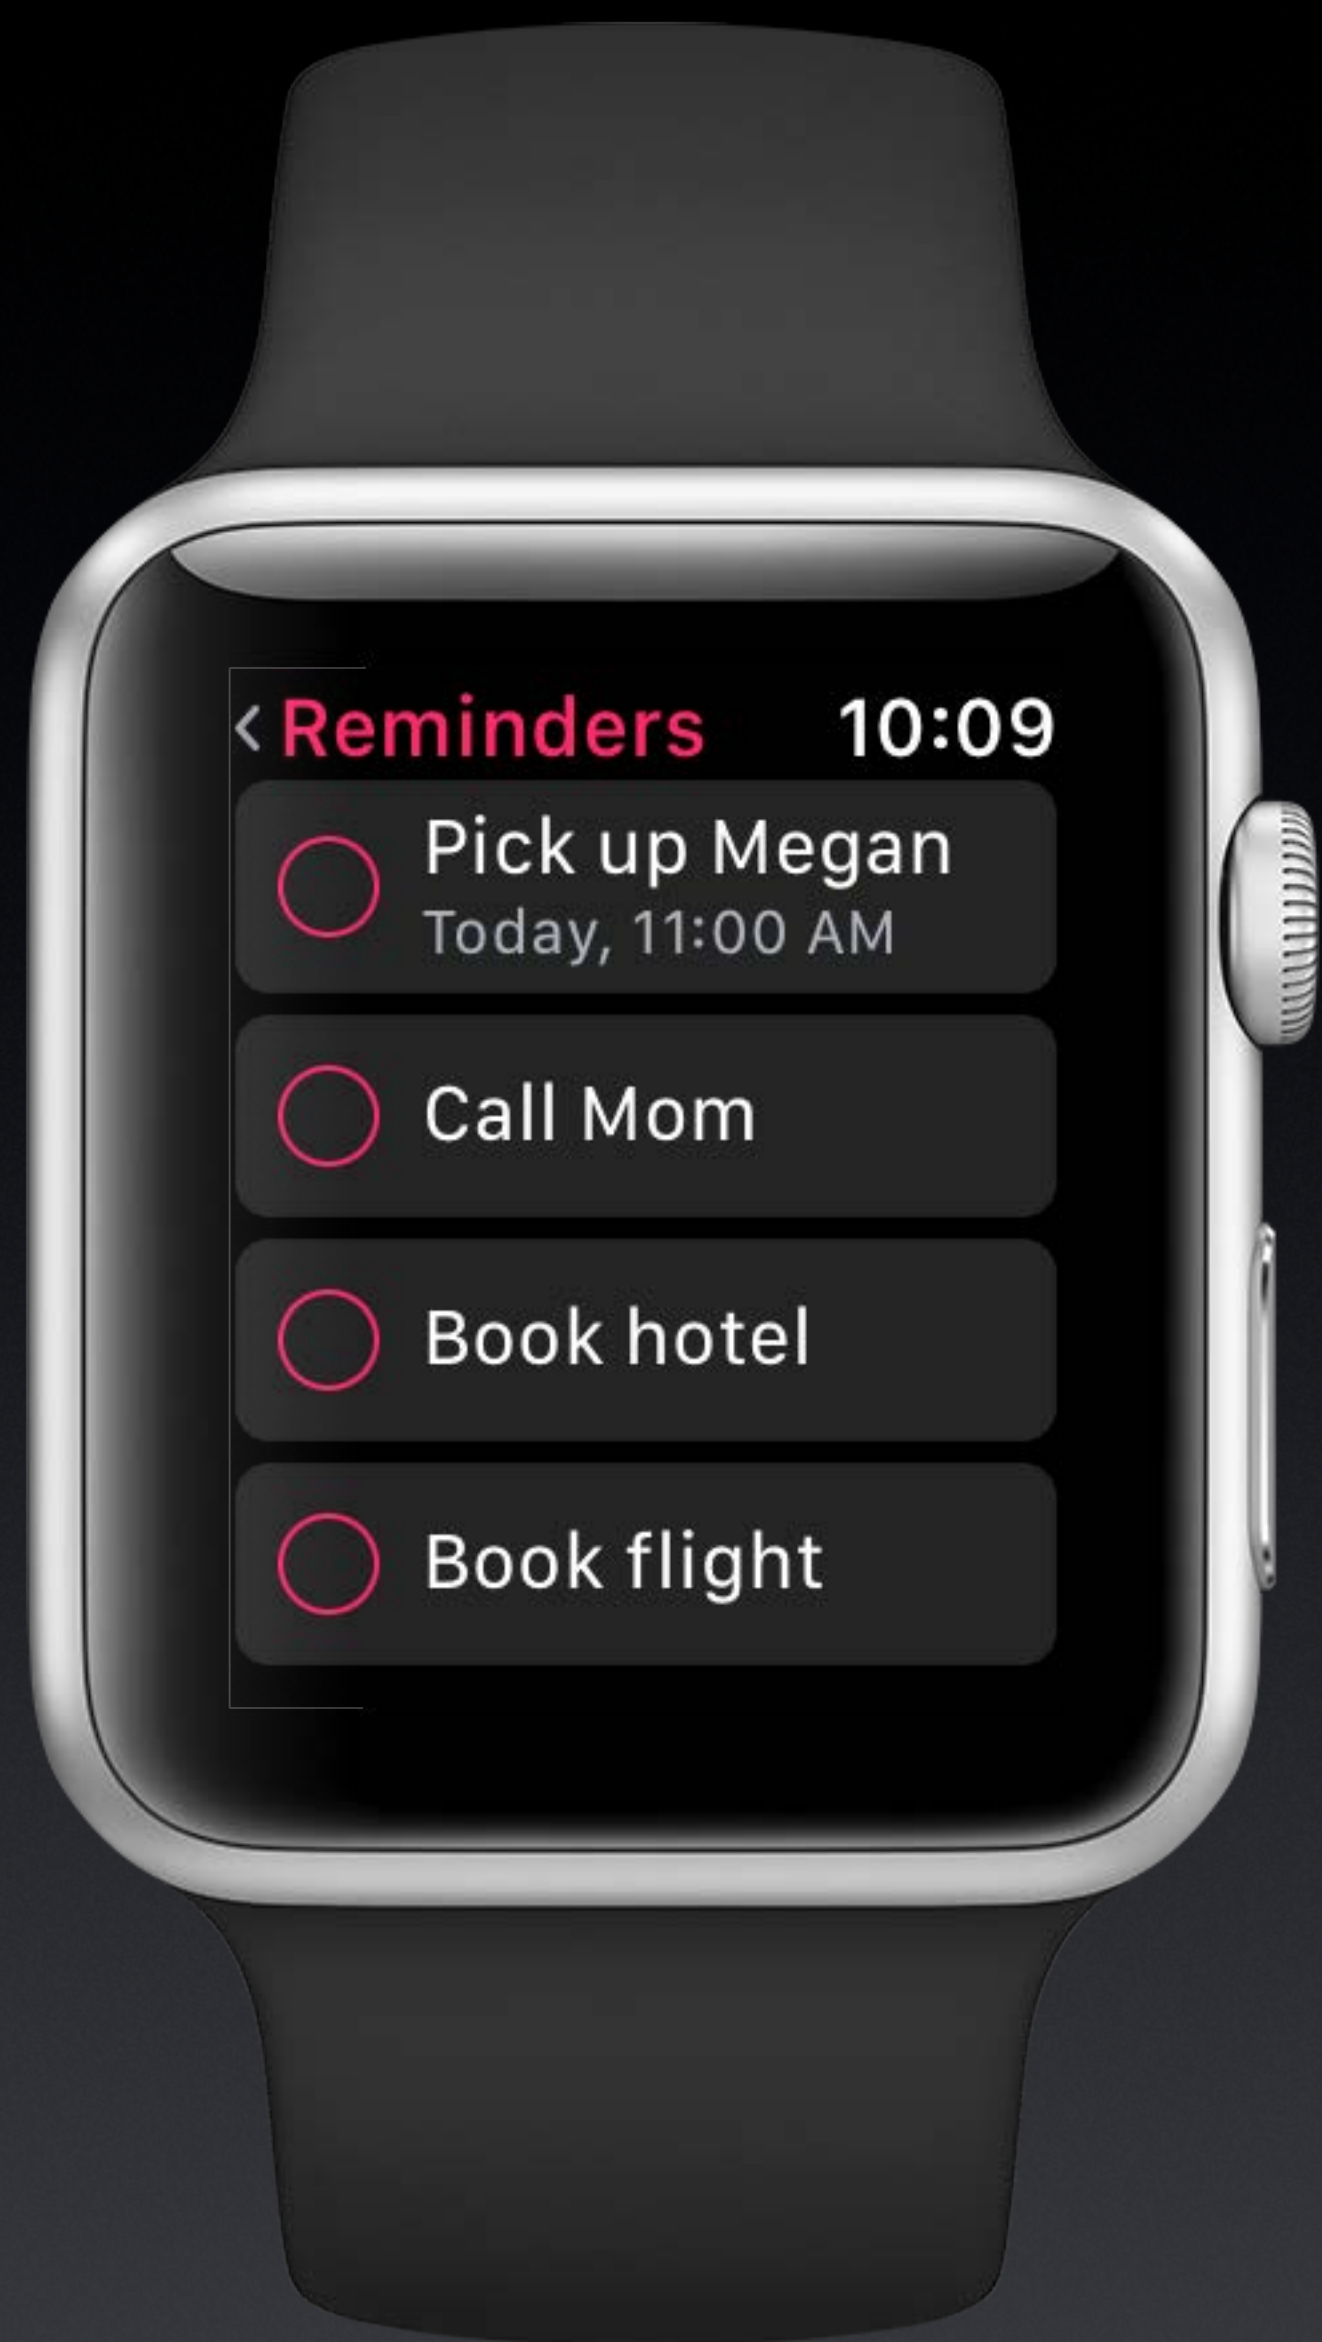 Reminders 10:09
Pick up Megan
Today, 11:00 AM
Call Mom
Book hotel
Book flight